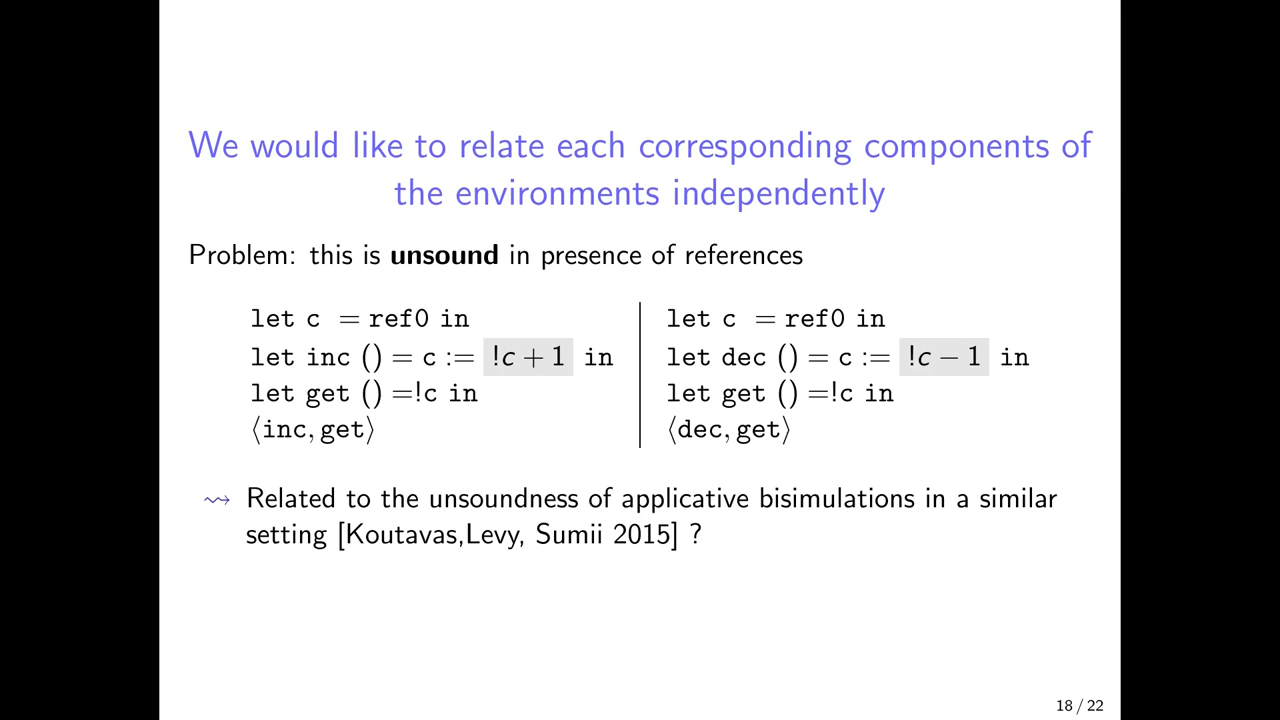 We would like to relate each corresponding components of
the environments independently
Problem: this is unsound in presence of references
let c = ref0 in
let inc () = c := !c + 1 in
let get () =!c in
⟨inc, get⟩
let c = ref0 in
let dec () = c := !c − 1 in
let get () =!c in
⟨dec, get⟩
⇝ Related to the unsoundness of applicative bisimulations in a similar
setting [Koutavas,Levy, Sumii 2015] ?
18 / 22